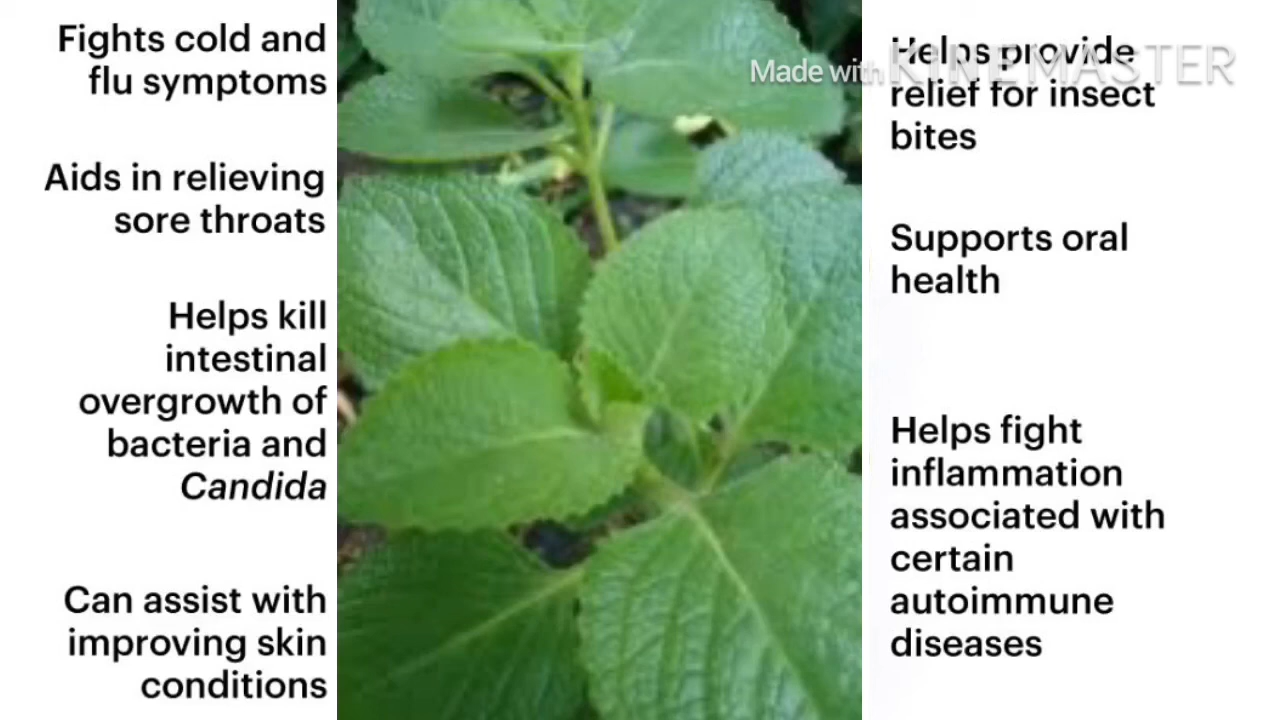 Fights cold and
flu symptoms
Aids in relieving
sore throats
Helps kill
intestinal
overgrowth of
bacteria and
Candida
Can assist with
improving skin
conditions
Made with KINEMASTER
Helps provide
relief for insect
bites
Supports oral
health
Helps fight
inflammation
associated with
certain
autoimmune
diseases